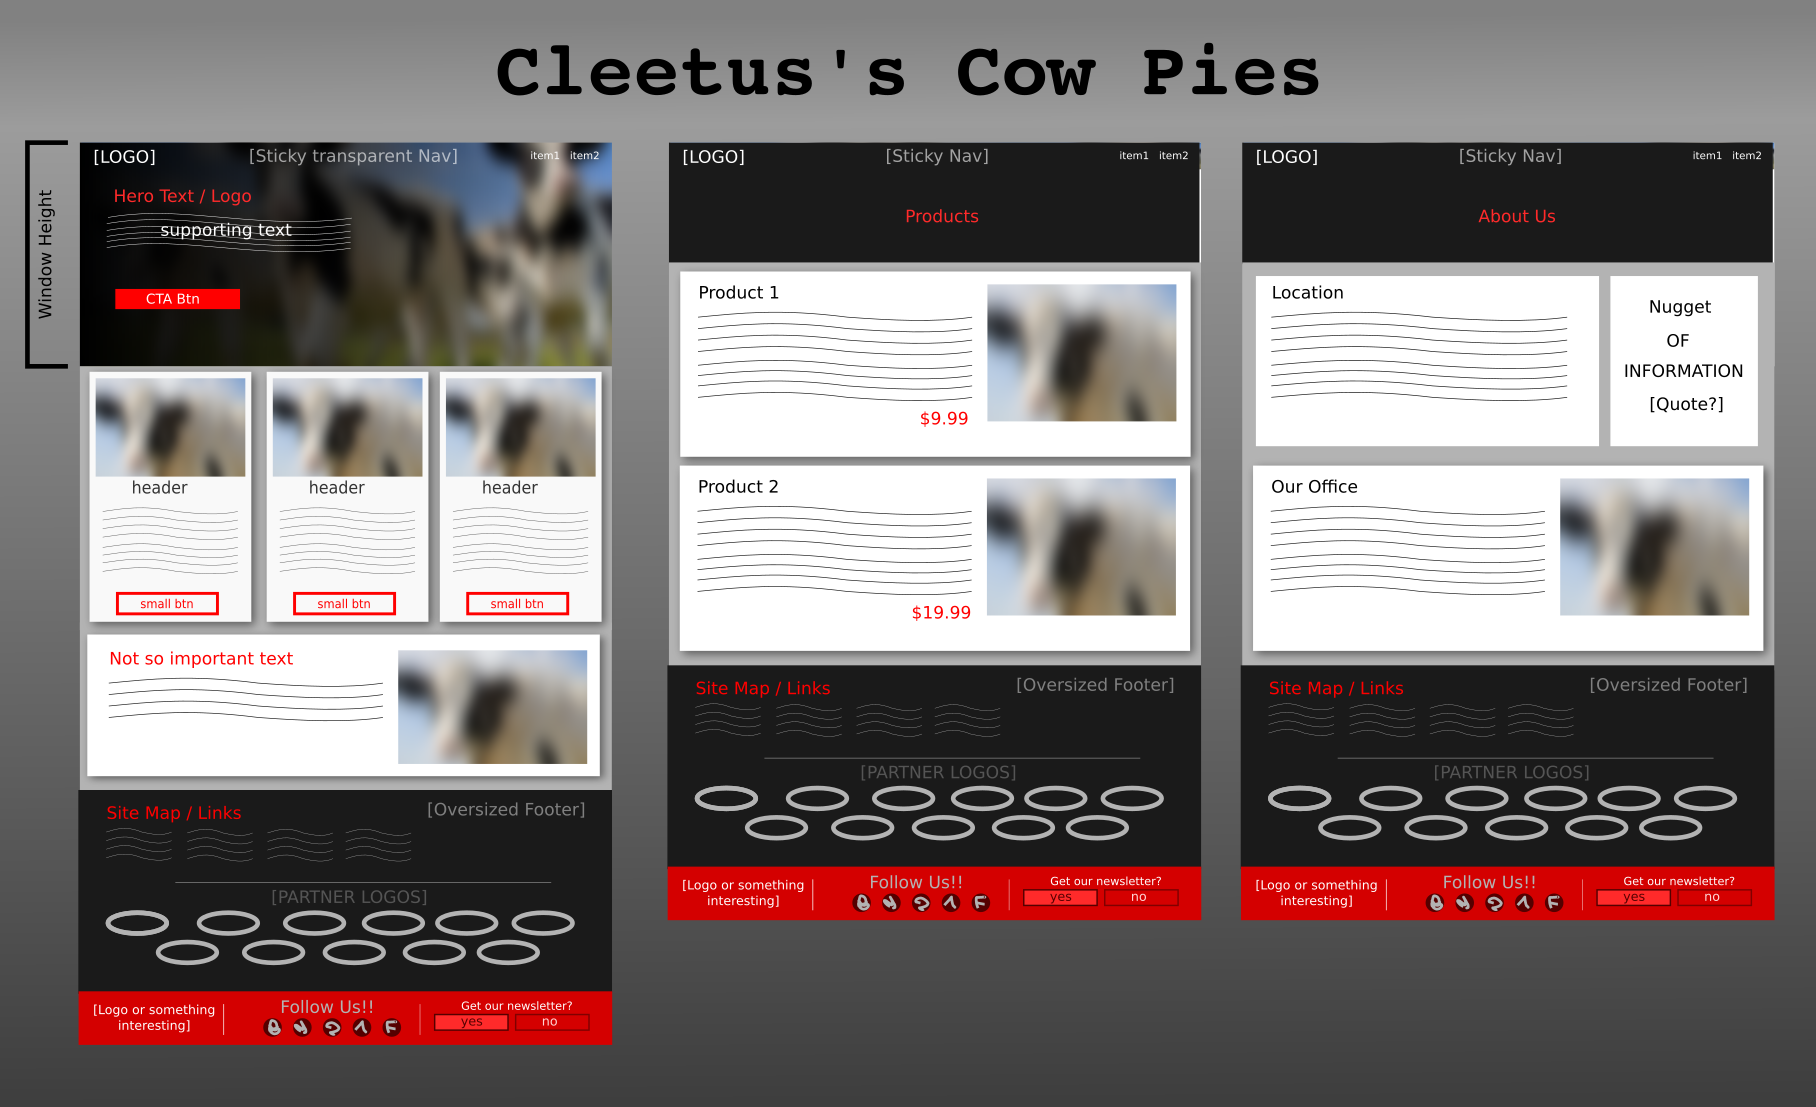 Cleetus's Cow Pies
Window Height
[LOGO]
[Sticky transparent Nav]
item1 item2
Hero Text / Logo
supporting text
CTA Btn
header
header
header
small btn
small btn
small btn
Not so important text
Site Map / Links
[Oversized Footer]
[PARTNER LOGOS]
[Logo or something
interesting]
Follow Us!!
Get our newsletter?
yes
no
[LOGO]
[Sticky Nav]
item1 item2
Products
Product 1
$9.99
Product 2
$19.99
Site Map / Links
[Oversized Footer]
[PARTNER LOGOS]
[Logo or something
interesting]
Follow Us!!
Get our newsletter?
yes
no
[LOGO]
[Sticky Nav]
item1 item2
About Us
Location
Nugget
OF
INFORMATION
[Quote?]
Our Office
Site Map / Links
[Oversized Footer]
[PARTNER LOGOS]
[Logo or something
interesting]
Follow Us!!
Get our newsletter?
yes
no